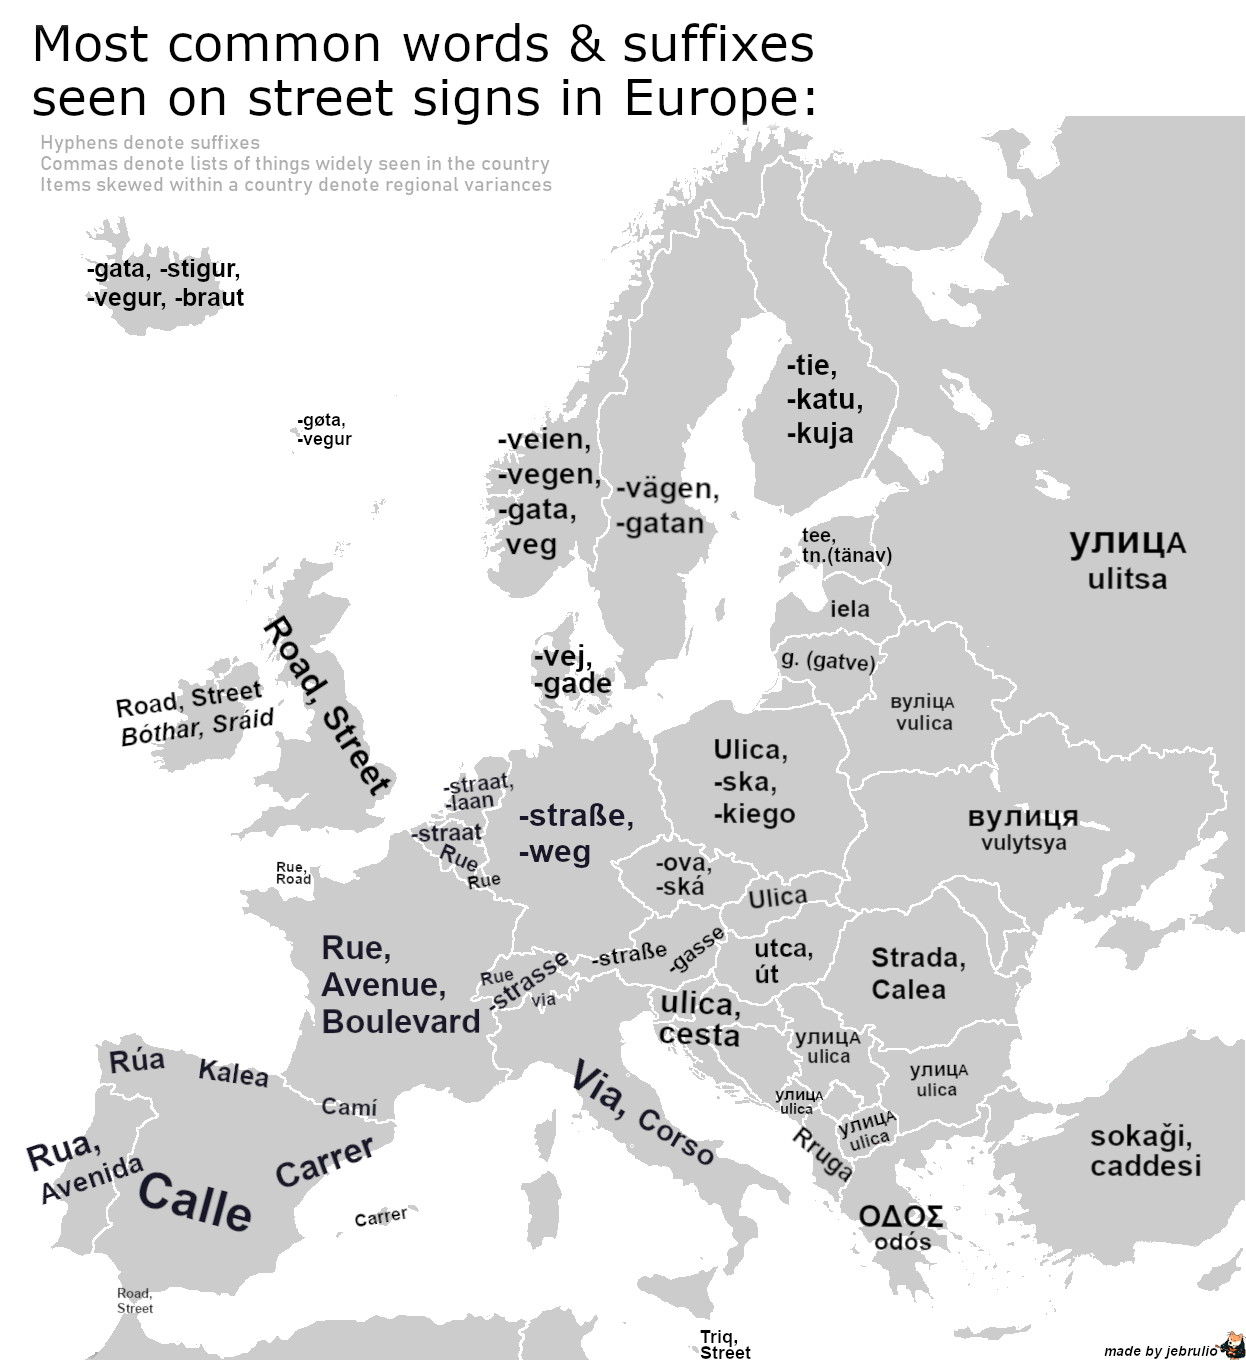 Most common words & suffixes
seen on street signs in Europe:
Hyphens denote suffixes
Commas denote lists of things widely seen in the country
Items skewed within a country denote regional variances
-gata, -stigur,
-vegur, -braut
-gøta,
-vegur
-veien,
-vegen,
-gata,
veg
-vägen,
-gatan
-tie,
-katu,
-kuja
tee,
tn.(tänav)
iela
g. (gatve)
улица
ulitsa
вуліца
vulica
вулиця
vulytsya
Road, Street
Bóthar, Sráid
Road, Street
-vej,
-gade
-straat,
-laan
-straat
Rue
Rue
-straße,
-weg
Ulica,
-ska,
-kiego
-ova,
-ská
Ulica
Rue,
Road
Rue,
Avenue,
Boulevard
Rue
-strasse
via
-straße
-gasse
utca,
út
Strada,
Calea
ulica,
cesta
улица
ulica
улица
ulica
улица
ulica
улица
ulica
Rruga
ΟΔΟΣ
odós
sokaği,
caddesi
Via, Corso
Rúa
Kalea
Camí
Carrer
Calle
Rua,
Avenida
Carrer
Road,
Street
Triq,
Street
made by jebrulio